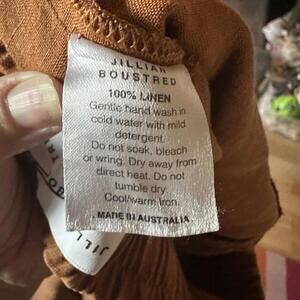 JILLIAN
BOUSTRED
100% LINEN
Gentle hand wash in
cold water with mild
detergent.
Do not soak, bleach
or wring. Dry away from
direct heat. Do not
tumble dry.
Cool/warm Iron.
MADE IN AUSTRALIA
JILL